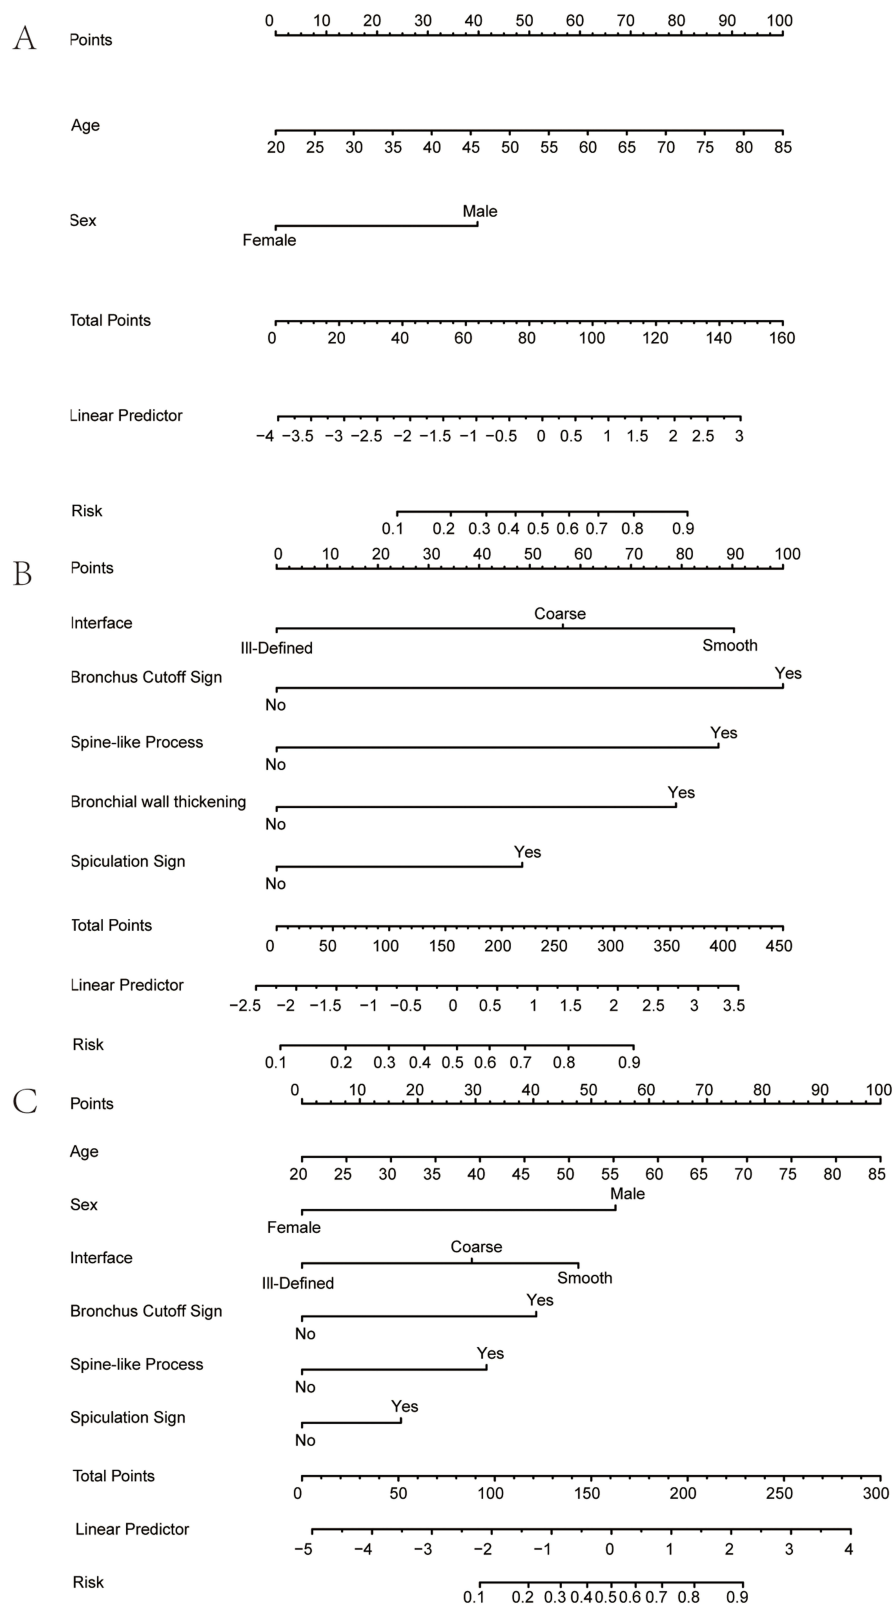 A
0 10 20 30 40 50 60 70 80 90 100
Points
Age
20 25 30 35 40 45 50 55 60 65 70 75 80 85
Male
Sex
Female
Total Points
0 20 40 60 80 100 120 140 160
Linear Predictor
−4 −3.5 −3 −2.5 −2 −1.5 −1 −0.5 0 0.5 1 1.5 2 2.5 3
Risk
0.1 0.2 0.3 0.4 0.5 0.6 0.7 0.8 0.9
B
0 10 20 30 40 50 60 70 80 90 100
Points
Coarse
Interface
Ill-Defined Smooth
Bronchus Cutoff Sign Yes
No
Yes
Spine-like Process
No
Yes
Bronchial wall thickening
No
Yes
Spiculation Sign
No
Total Points
0 50 100 150 200 250 300 350 400 450
Linear Predictor
−2.5 −2 −1.5 −1 −0.5 0 0.5 1 1.5 2 2.5 3 3.5
Risk
0.1 0.2 0.3 0.4 0.5 0.6 0.7 0.8 0.9
C
0 10 20 30 40 50 60 70 80 90 100
Points
Age
20 25 30 35 40 45 50 55 60 65 70 75 80 85
Male
Sex
Female
Coarse
Interface
Ill-Defined Smooth
Yes
Bronchus Cutoff Sign
No
Yes
Spine-like Process
No
Yes
Spiculation Sign
No
Total Points
0 50 100 150 200 250 300
Linear Predictor
−5 −4 −3 −2 −1 0 1 2 3 4
Risk
0.1 0.2 0.3 0.4 0.5 0.6 0.7 0.8 0.9